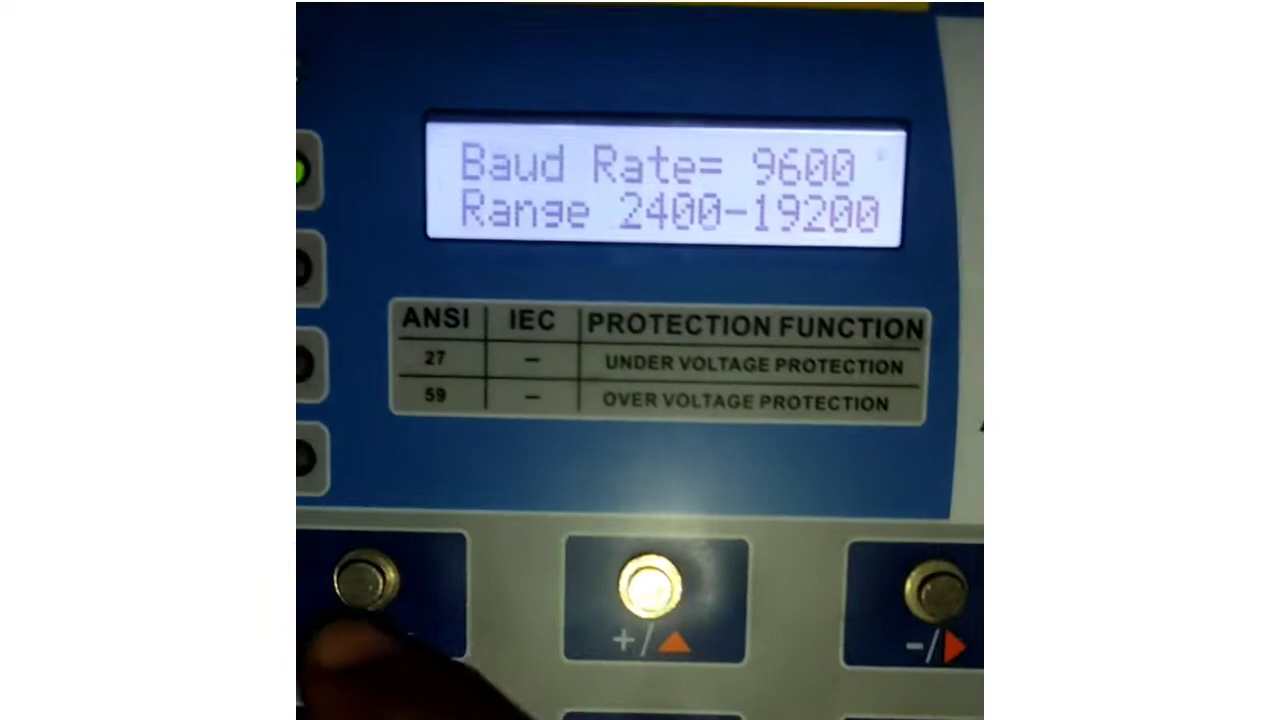 Baud Rate= 9600
Range 2400-19200
ANSI IEC PROTECTION FUNCTION
27 – UNDER VOLTAGE PROTECTION
59 – OVER VOLTAGE PROTECTION
+/▲ -/▶